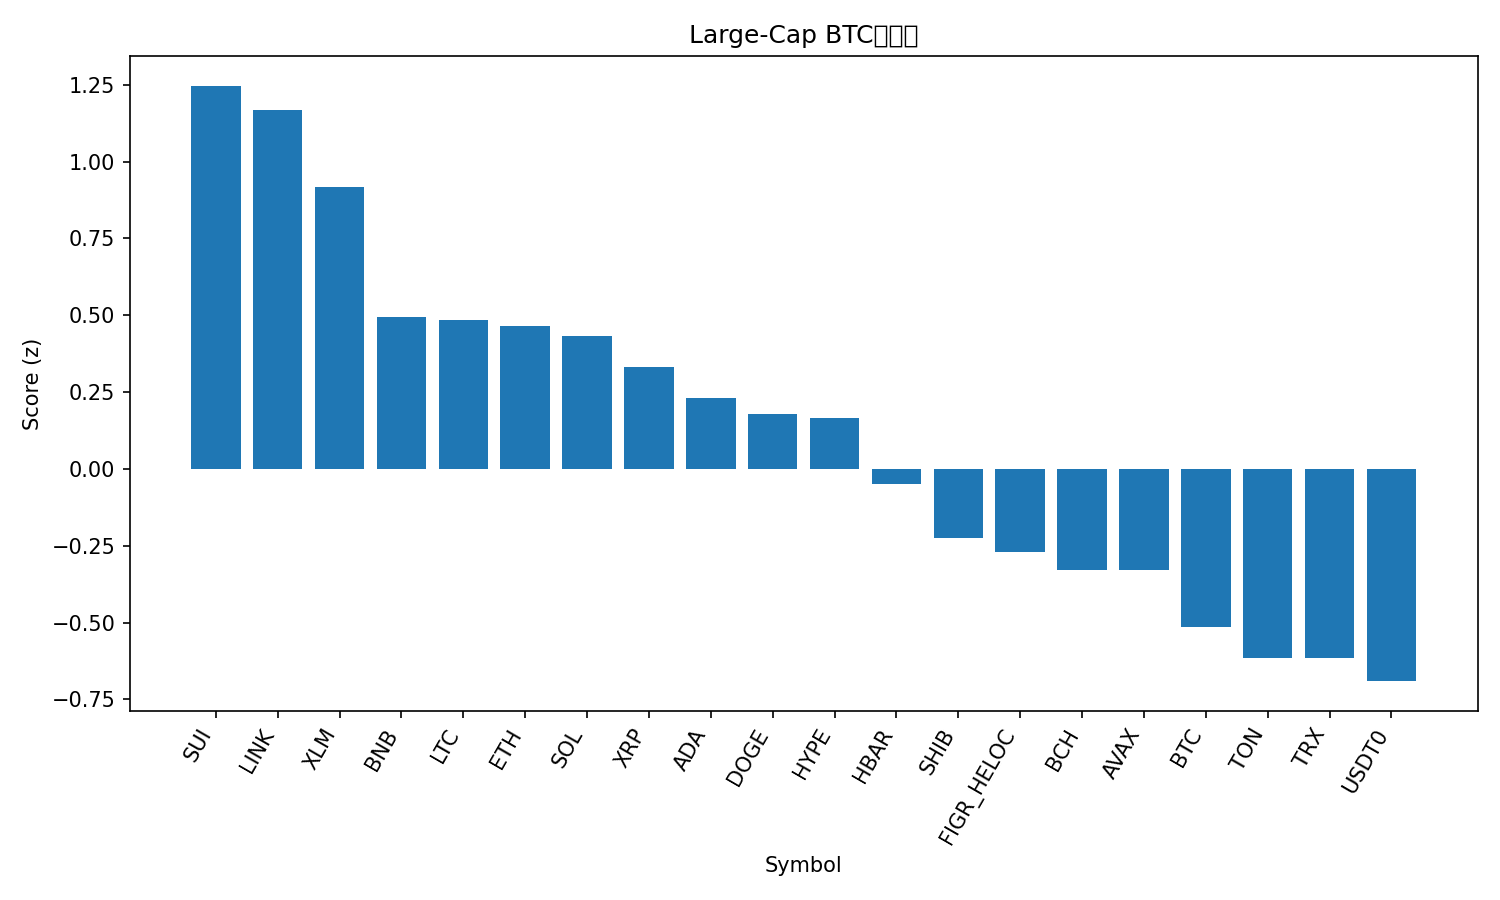 Large-Cap BTC
1.25
1.00
0.75
0.50
0.25
0.00
−0.25
−0.50
−0.75
Score (z)
SUI
LINK
XLM
BNB
LTC
ETH
SOL
XRP
ADA
DOGE
HYPE
HBAR
SHIB
FIGR_HELOC
BCH
AVAX
BTC
TON
TRX
USDT0
Symbol